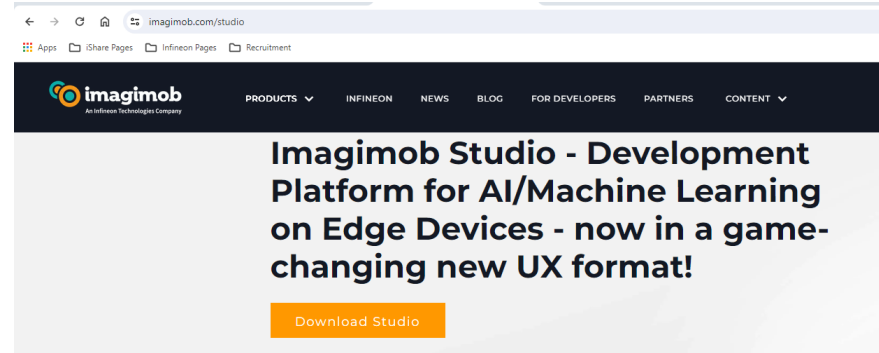 imagimob.com/studio
Apps iShare Pages Infineon Pages Recruitment
imagimob
An Infineon Technologies Company
PRODUCTS INFINEON NEWS BLOG FOR DEVELOPERS PARTNERS CONTENT
Imagimob Studio - Development
Platform for AI/Machine Learning
on Edge Devices - now in a game-
changing new UX format!
Download Studio